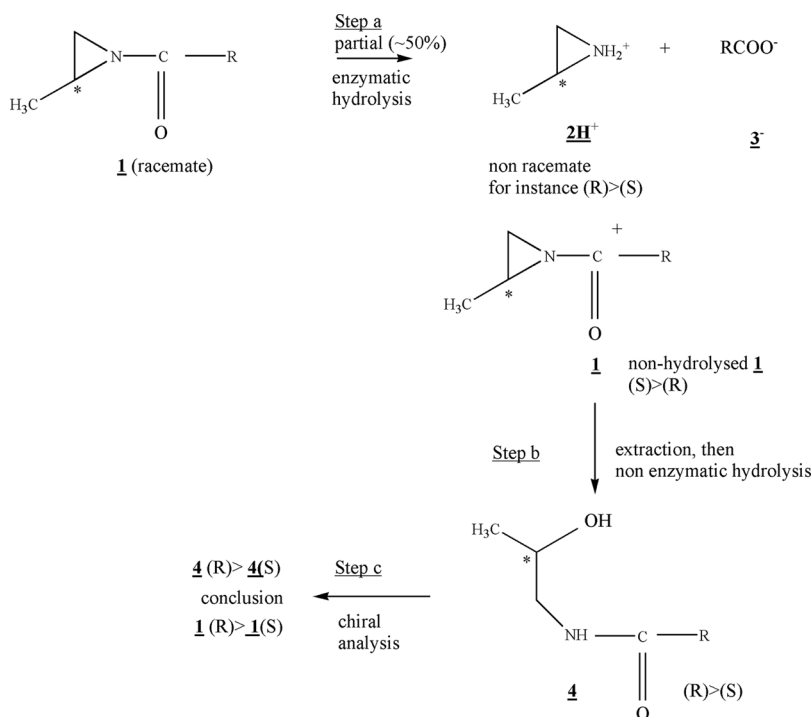 Step a
partial (~50%)
enzymatic
hydrolysis
N
C
R
H₃C
*
O
1 (racemate)
NH₂⁺
+
RCOO⁻
H₃C
*
2H⁺
3⁻
non racemate
for instance (R)>(S)
+
N
C
R
H₃C
*
O
1 non-hydrolysed 1
(S)>(R)
Step b
extraction, then
non enzymatic hydrolysis
H₃C
OH
*
4 (R)> 4(S)
Step c
conclusion
1 (R)> 1(S)
chiral
analysis
NH
C
R
4
(R)>(S)
O